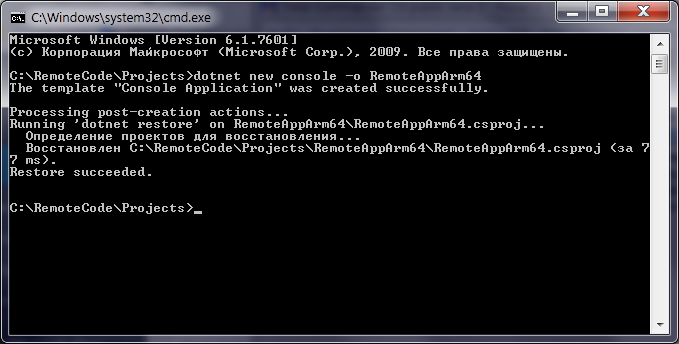 C:\Windows\system32\cmd.exe
Microsoft Windows [Version 6.1.7601]
(c) Корпорация Майкрософт (Microsoft Corp.), 2009. Все права защищены.
C:\RemoteCode\Projects>dotnet new console -o RemoteAppArm64
The template "Console Application" was created successfully.
Processing post-creation actions...
Running 'dotnet restore' on RemoteAppArm64\RemoteAppArm64.csproj...
Определение проектов для восстановления...
Восстановлен C:\RemoteCode\Projects\RemoteAppArm64\RemoteAppArm64.csproj (за 7
7 ms).
Restore succeeded.
C:\RemoteCode\Projects>_